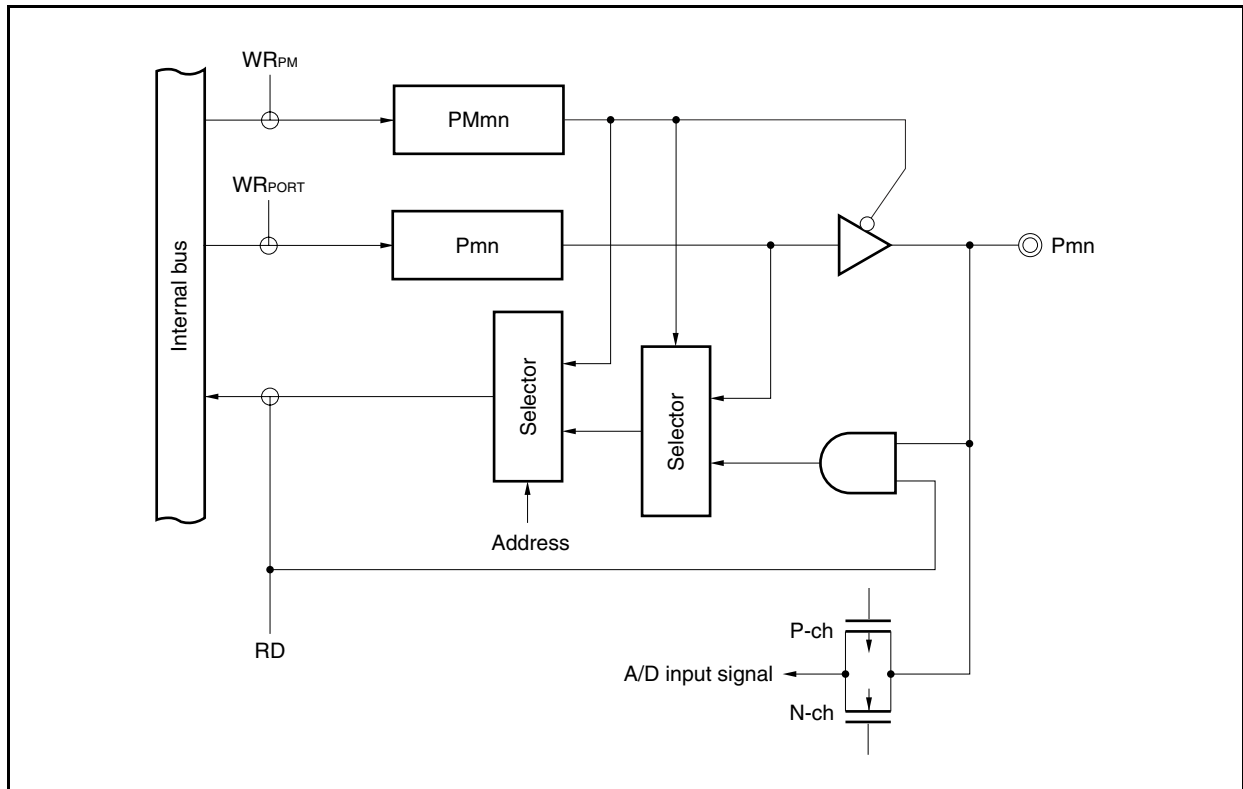 WRPM
PMmn
WRPORT
Pmn
Pmn
Internal bus
Selector
Selector
Address
RD
P-ch
A/D input signal
N-ch